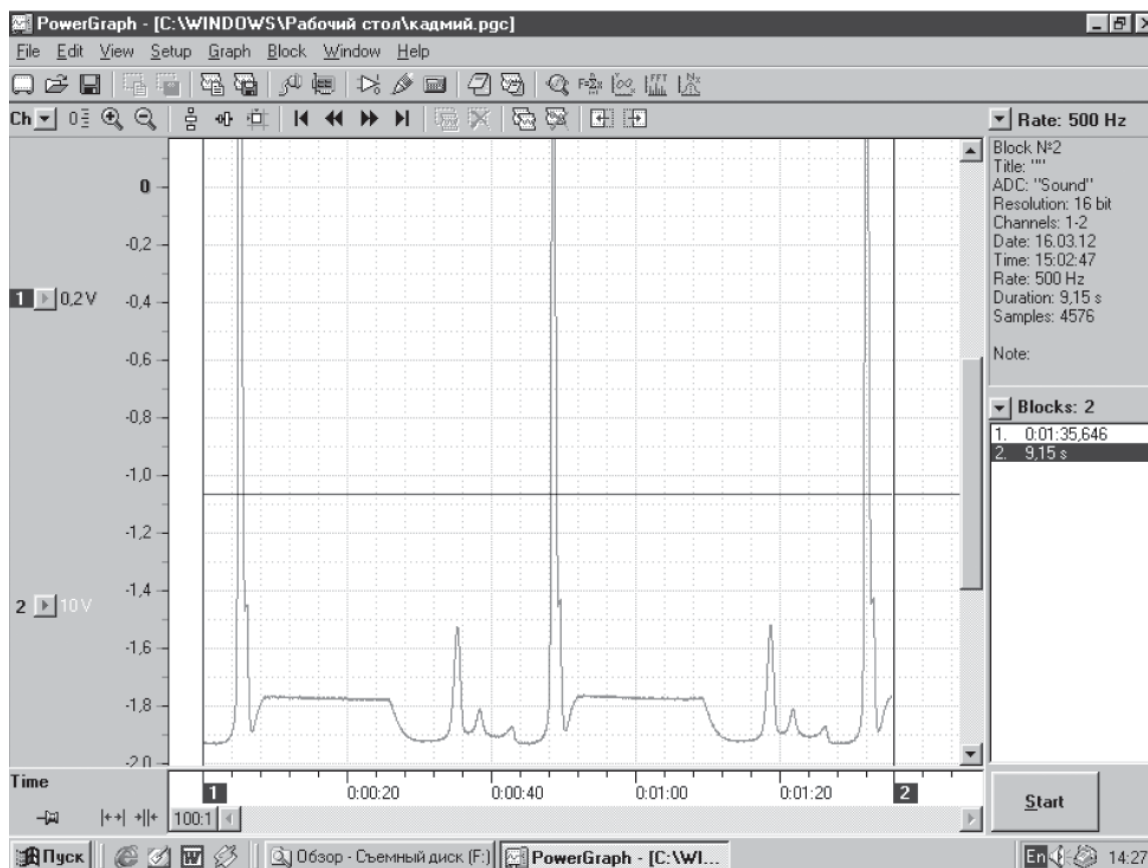 PowerGraph - [C:\WINDOWS\Рабочий стол\кадмий.pgc]
File Edit View Setup Graph Block Window Help
Ch
Rate: 500 Hz
Block №2
Title: ""
ADC: "Sound"
Resolution: 16 bit
Channels: 1-2
Date: 16.03.12
Time: 15:02:47
Rate: 500 Hz
Duration: 9,15 s
Samples: 4576
Note:
Blocks: 2
1. 0:01:35,646
2. 9,15 s
0
-0,2
1 0,2 V
-0,4
-0,6
-0,8
-1,0
-1,2
-1,4
2 10 V
-1,6
-1,8
-2,0
Time
1 0:00:20 0:00:40 0:01:00 0:01:20 2
100:1
Start
Пуск
Обзор - Съемный диск (F:)
PowerGraph - [C:\WI...
En
14:27